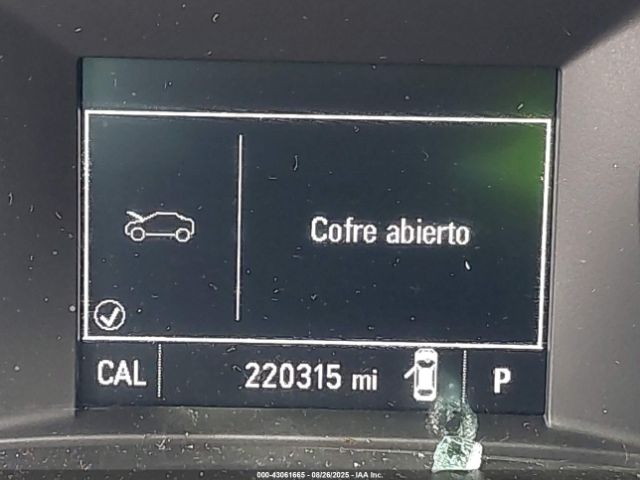 Cofre abierto
CAL 220315 mi P
000-43061665 - 08/26/2025 - IAA Inc.